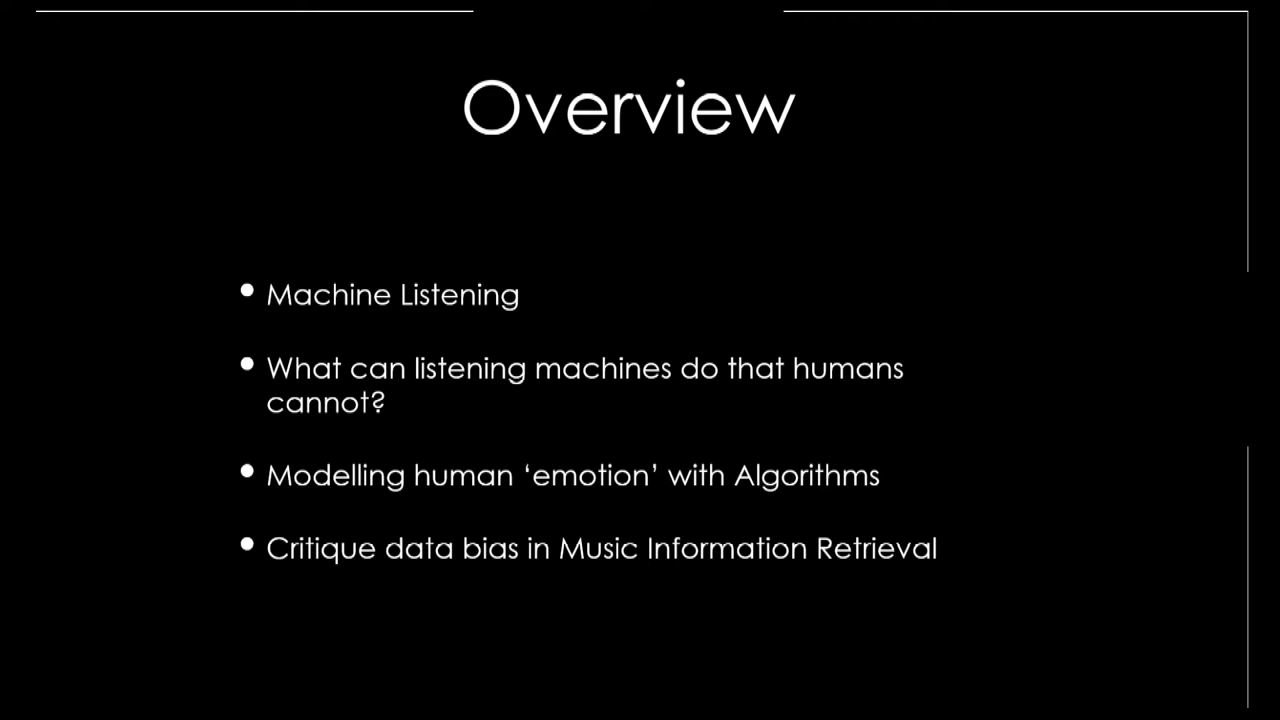 Overview
• Machine Listening
• What can listening machines do that humans
cannot?
• Modelling human ‘emotion’ with Algorithms
• Critique data bias in Music Information Retrieval